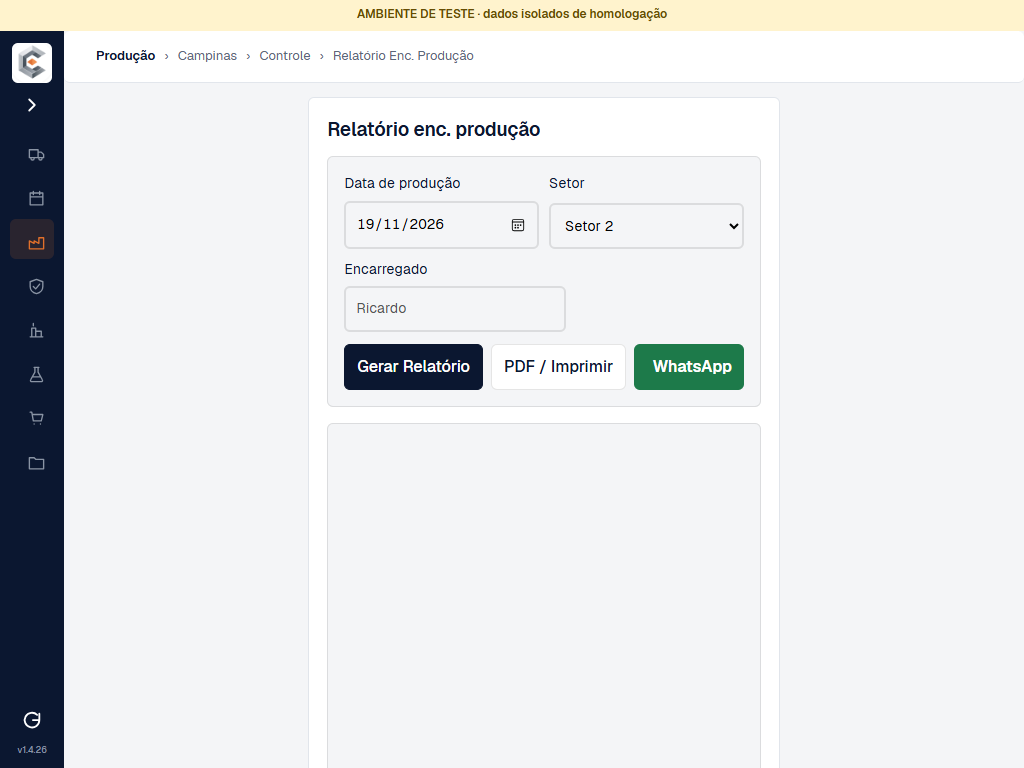 AMBIENTE DE TESTE · dados isolados de homologação
Produção › Campinas › Controle › Relatório Enc. Produção
Relatório enc. produção
Data de produção Setor
19/11/2026 Setor 2
Encarregado
Ricardo
Gerar Relatório PDF / Imprimir WhatsApp
v1.4.26